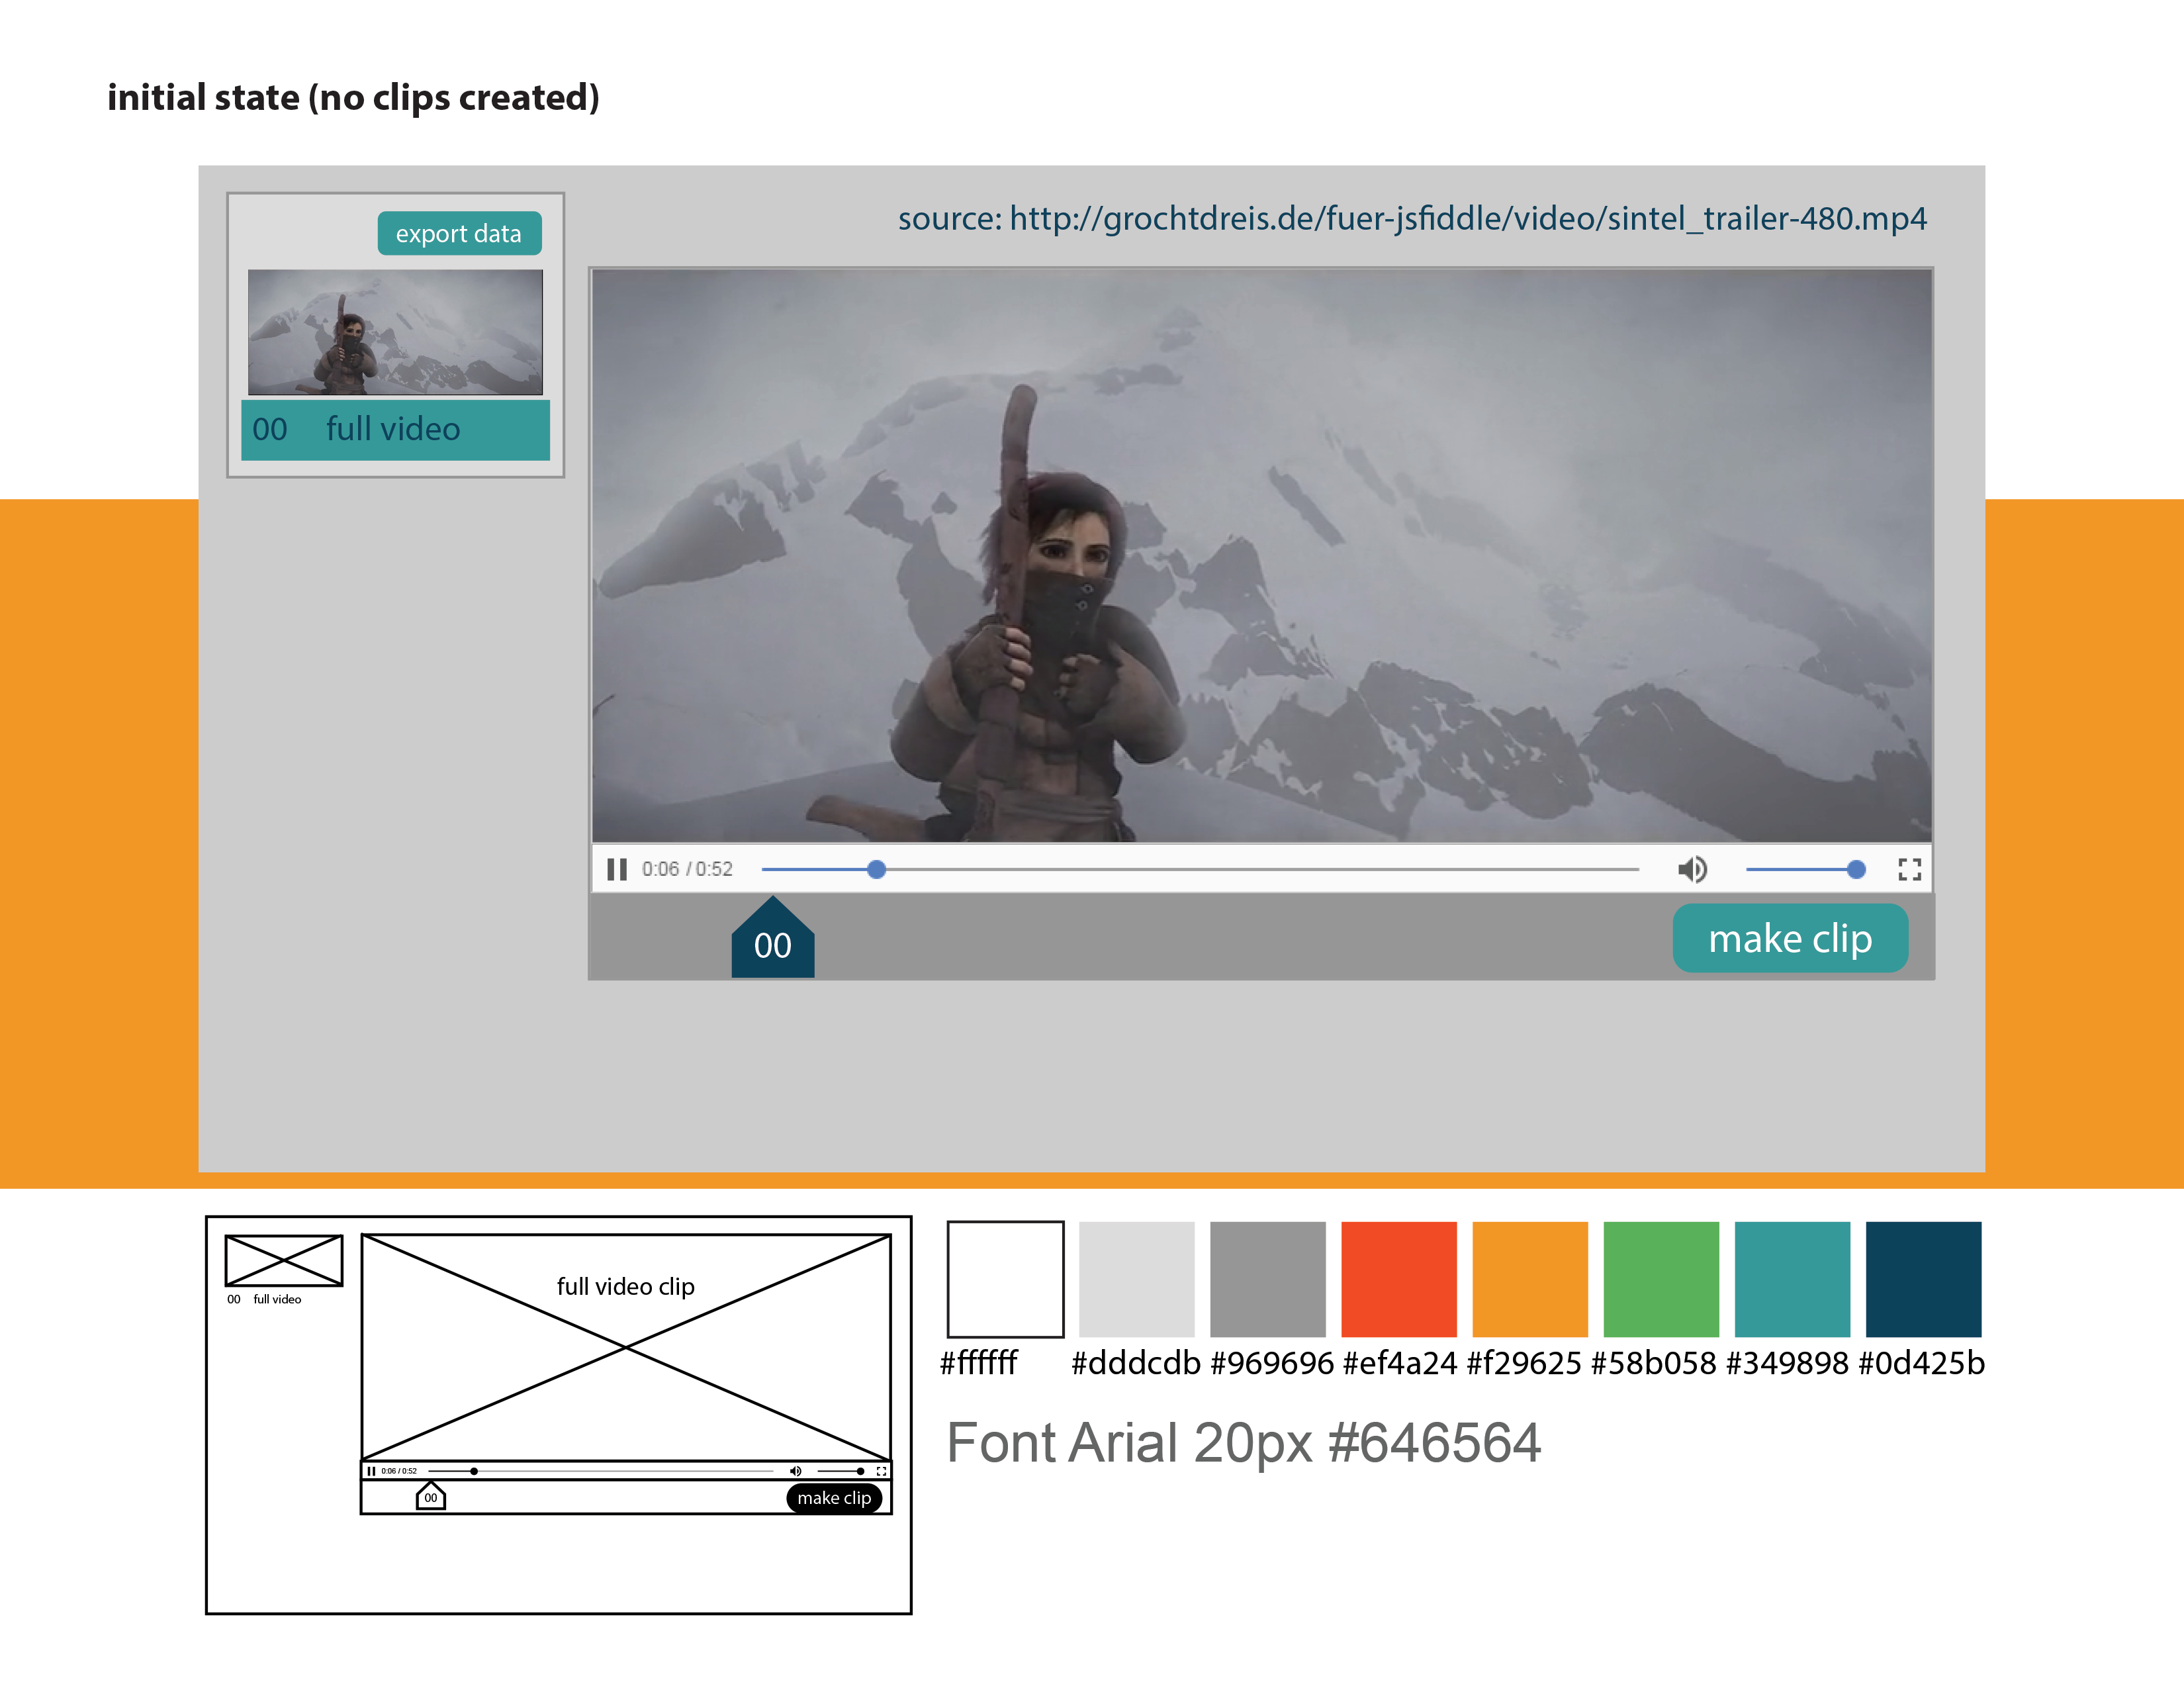 initial state (no clips created)
export data
source: http://grochtdreis.de/fuer-jsfiddle/video/sintel_trailer-480.mp4
00 full video
0:06 / 0:52
00
make clip
full video clip
00 full video
0:06 / 0:52
00
make clip
#ffffff #dddcdb #969696 #ef4a24 #f29625 #58b058 #349898 #0d425b
Font Arial 20px #646564